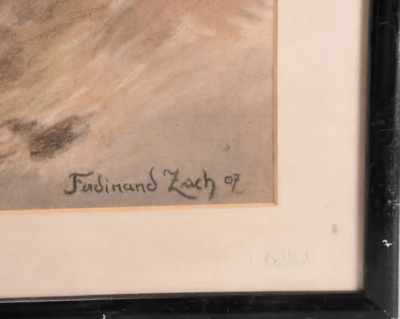 Ferdinand Zach 07